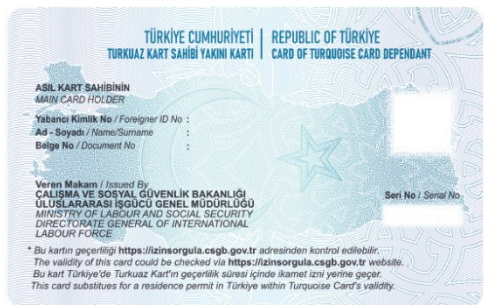 TÜRKİYE CUMHURİYETİ | REPUBLIC OF TÜRKİYE
TURKUAZ KART SAHİBİ YAKINI KARTI | CARD OF TURQUOISE CARD DEPENDANT
ASIL KART SAHİBİNİN
MAIN CARD HOLDER
Yabancı Kimlik No / Foreigner ID No :
Ad - Soyadı / Name/Surname :
Belge No / Document No :
Veren Makam / Issued By
ÇALIŞMA VE SOSYAL GÜVENLİK BAKANLIĞI
ULUSLARARASI İŞGÜCÜ GENEL MÜDÜRLÜĞÜ
MINISTRY OF LABOUR AND SOCIAL SECURITY
DIRECTORATE GENERAL OF INTERNATIONAL
LABOUR FORCE
Seri No / Serial No
* Bu kartın geçerliliği https://izinsorgula.csgb.gov.tr adresinden kontrol edilebilir.
The validity of this card could be checked via https://izinsorgula.csgb.gov.tr website.
Bu kart Türkiye'de Turkuaz Kart'ın geçerlilik süresi içinde ikamet izni yerine geçer.
This card substitues for a residence permit in Türkiye within Turquoise Card's validity.